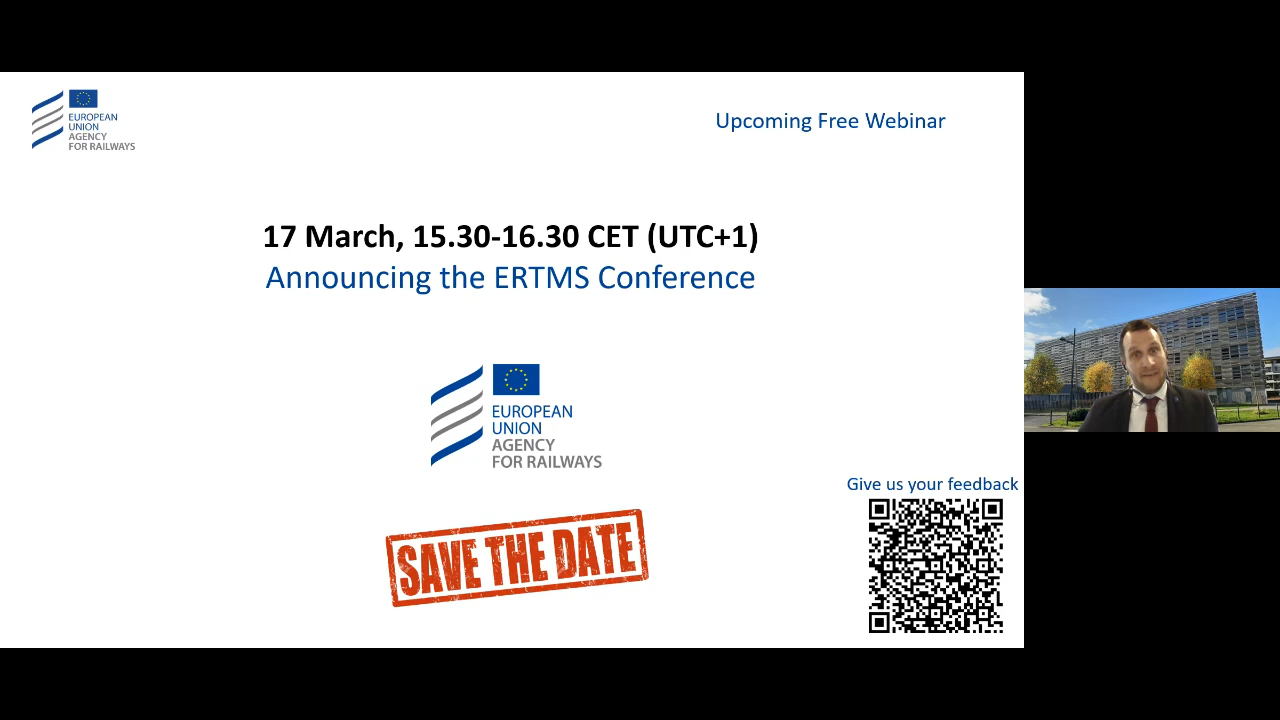 EUROPEAN
UNION
AGENCY
FOR RAILWAYS
Upcoming Free Webinar
17 March, 15.30-16.30 CET (UTC+1)
Announcing the ERTMS Conference
EUROPEAN
UNION
AGENCY
FOR RAILWAYS
SAVE THE DATE
Give us your feedback